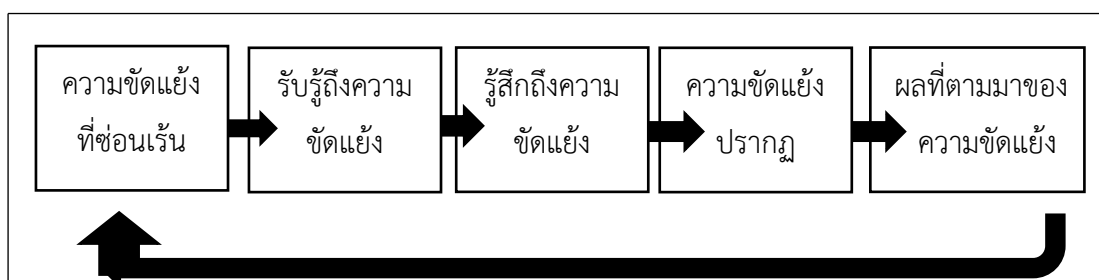 ความขัดแย้ง
ที่ซ่อนเร้น
รับรู้ถึงความ
ขัดแย้ง
รู้สึกถึงความ
ขัดแย้ง
ความขัดแย้ง
ปรากฏ
ผลที่ตามมาของ
ความขัดแย้ง